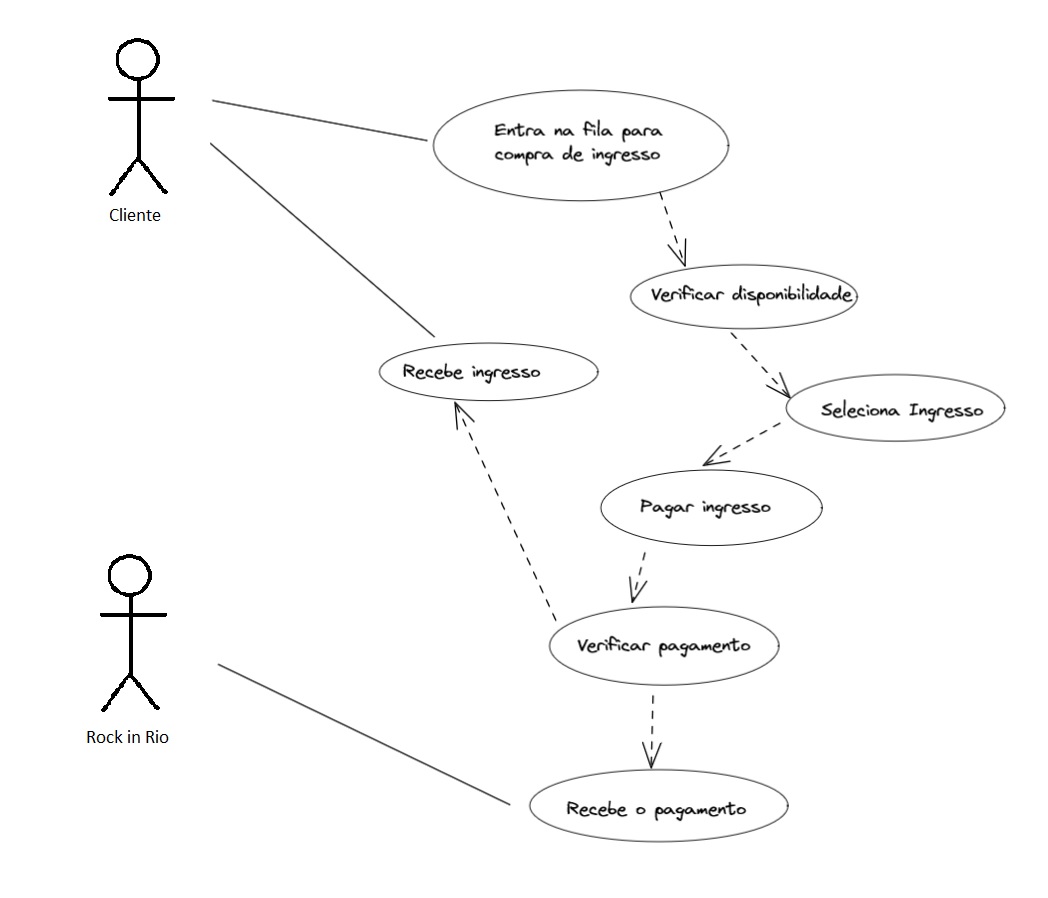 Entra na fila para
compra de ingresso
Cliente
Verificar disponibilidade
Recebe ingresso
Seleciona Ingresso
Pagar ingresso
Verificar pagamento
Rock in Rio
Recebe o pagamento